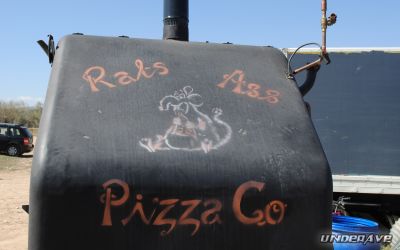 Rats Ass
Pizza Co
UNDERAVE